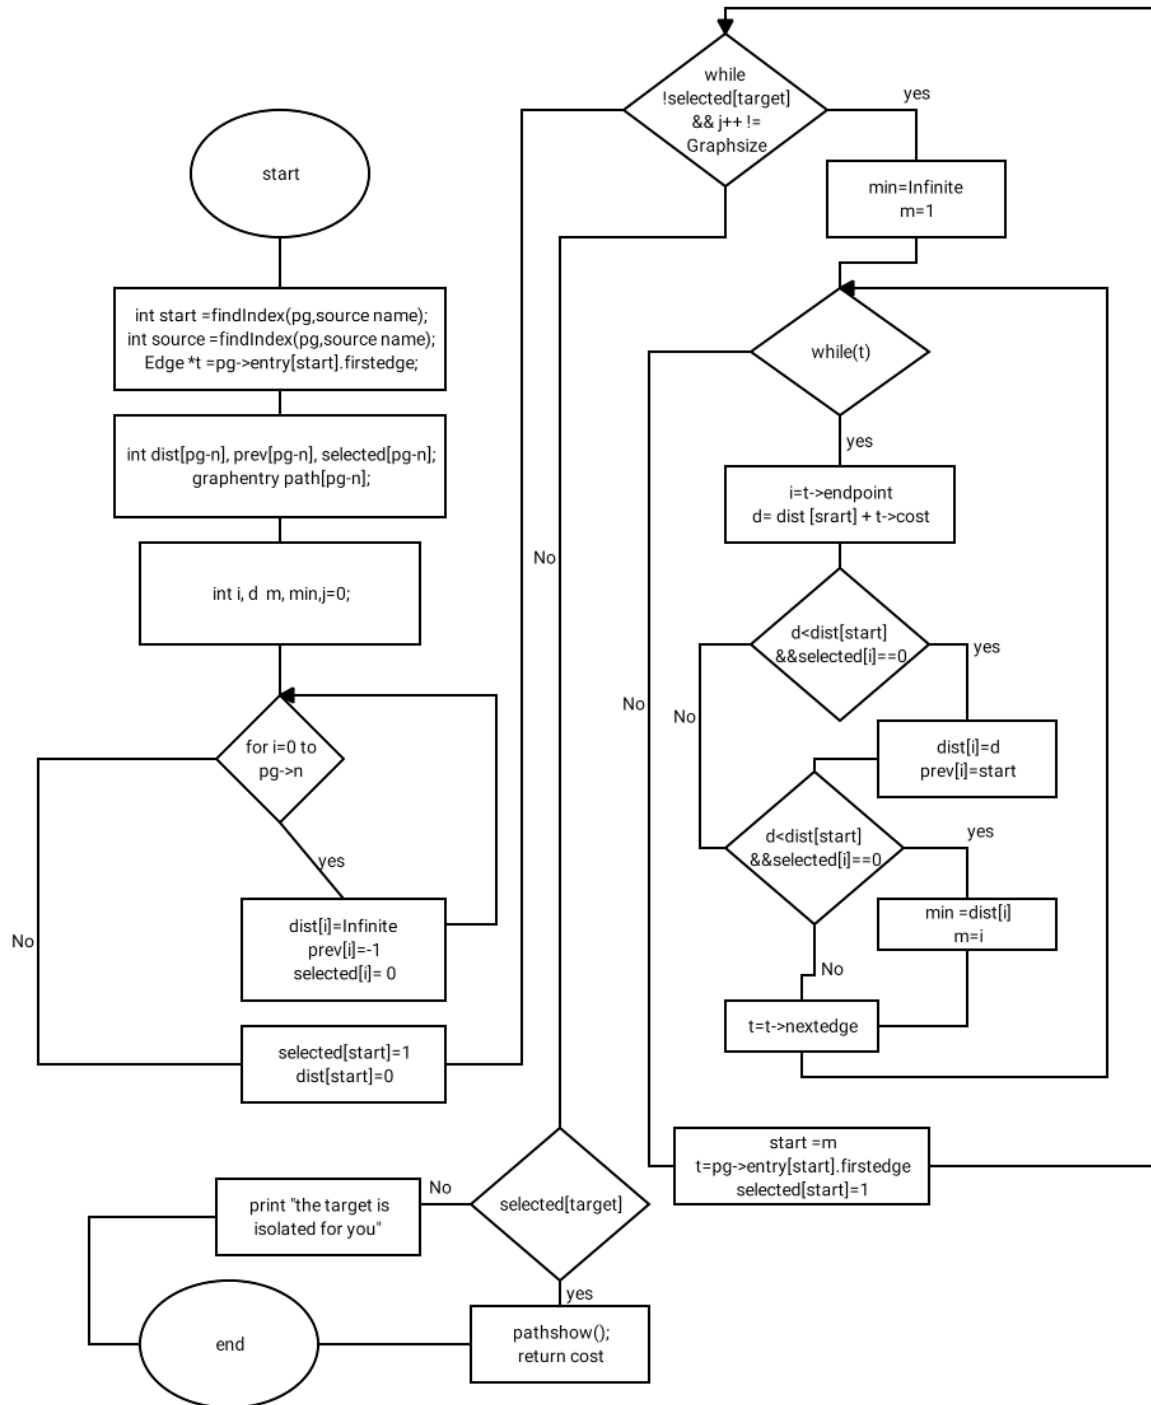 start
int start =findIndex(pg,source name);
int source =findIndex(pg,source name);
Edge *t =pg->entry[start].firstedge;
int dist[pg-n], prev[pg-n], selected[pg-n];
graphentry path[pg-n];
int i, d  m, min,j=0;
for i=0 to
pg->n
yes
dist[i]=Infinite
prev[i]=-1
selected[i]= 0
No
selected[start]=1
dist[start]=0
while
!selected[target]
&& j++ !=
Graphsize
yes
min=Infinite
m=1
No
while(t)
yes
i=t->endpoint
d= dist [srart] + t->cost
d<dist[start]
&&selected[i]==0
yes
No
No
dist[i]=d
prev[i]=start
d<dist[start]
&&selected[i]==0
yes
min =dist[i]
m=i
No
t=t->nextedge
start =m
t=pg->entry[start].firstedge
selected[start]=1
selected[target]
No
print "the target is
isolated for you"
yes
pathshow();
return cost
end